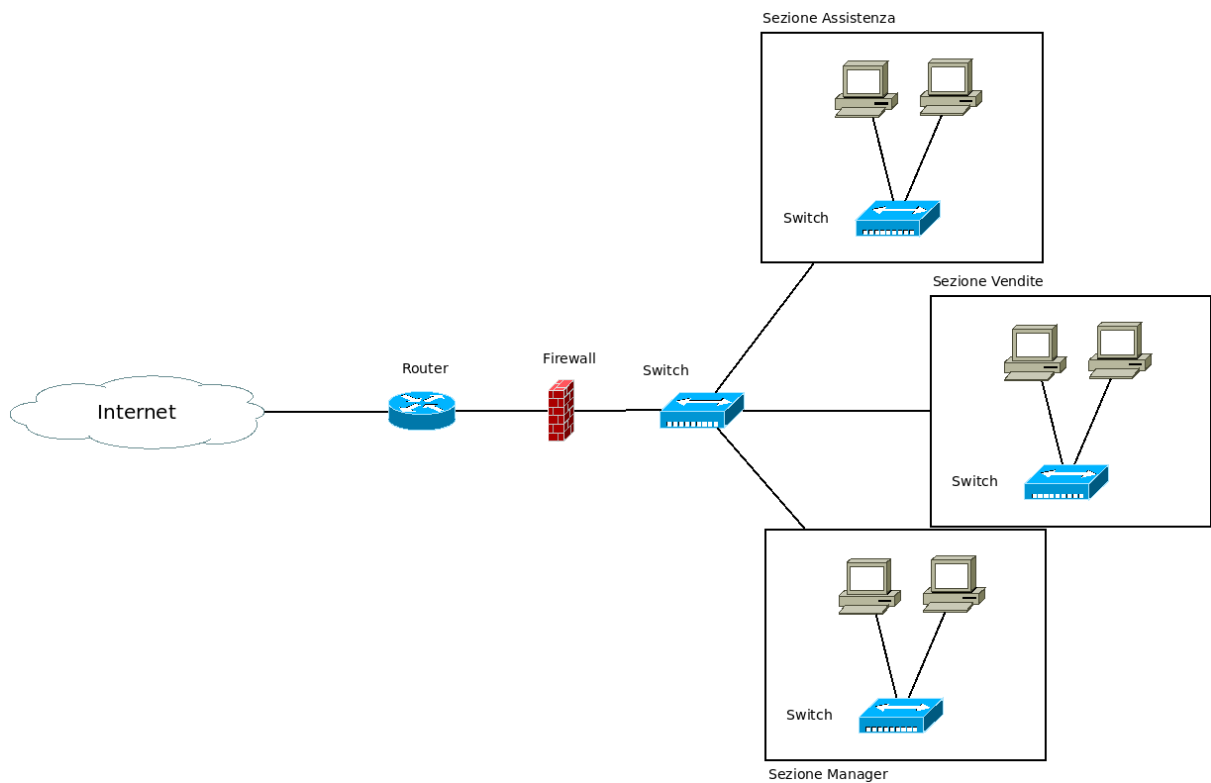 Sezione Assistenza
Switch
Sezione Vendite
Firewall
Switch
Router
Internet
Switch
Switch
Sezione Manager